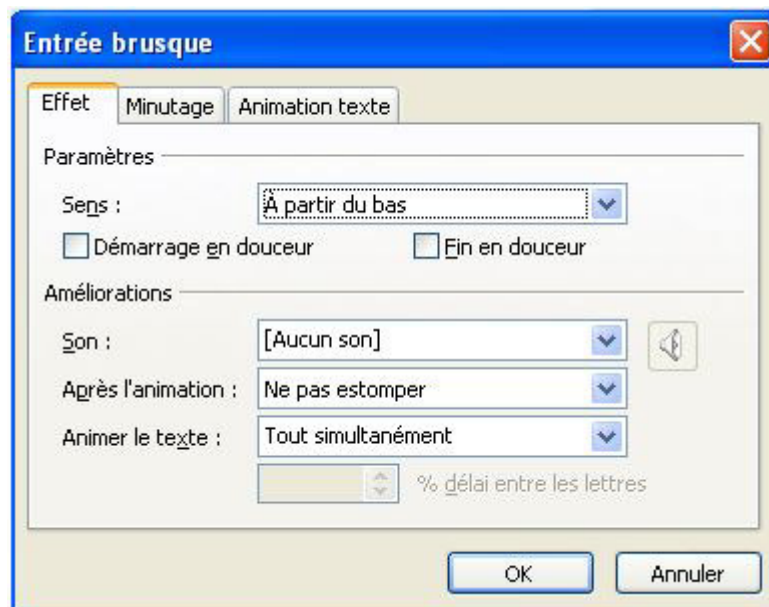 Entrée brusque
Effet Minutage Animation texte
Paramètres
Sens : À partir du bas
Démarrage en douceur Fin en douceur
Améliorations
Son : [Aucun son]
Après l'animation : Ne pas estomper
Animer le texte : Tout simultanément
% délai entre les lettres
OK Annuler